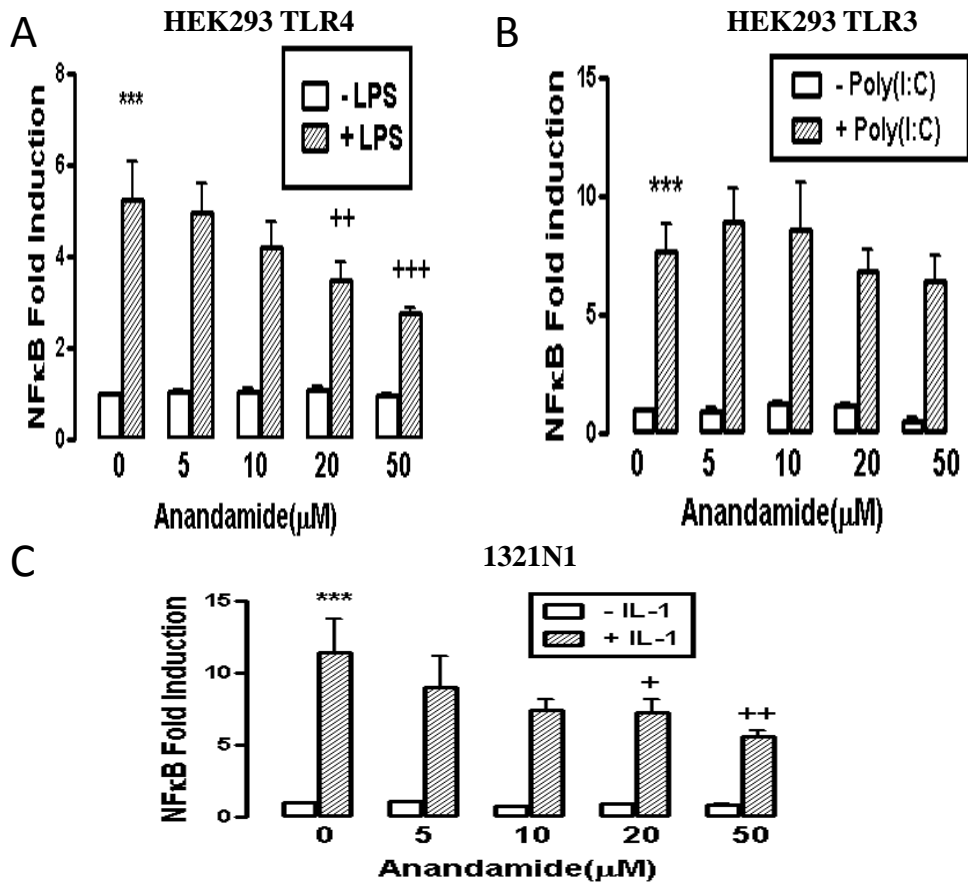 A
HEK293 TLR4
NFκB Fold Induction
8
6
4
2
0
***
++
+++
- LPS
+ LPS
0 5 10 20 50
Anandamide(μM)
B
HEK293 TLR3
NFκB Fold induction
15
10
5
0
***
- Poly(I:C)
+ Poly(I:C)
0 5 10 20 50
Anandamide(μM)
C
1321N1
NFκB Fold Induction
15
10
5
0
***
+
++
- IL-1
+ IL-1
0 5 10 20 50
Anandamide(μM)